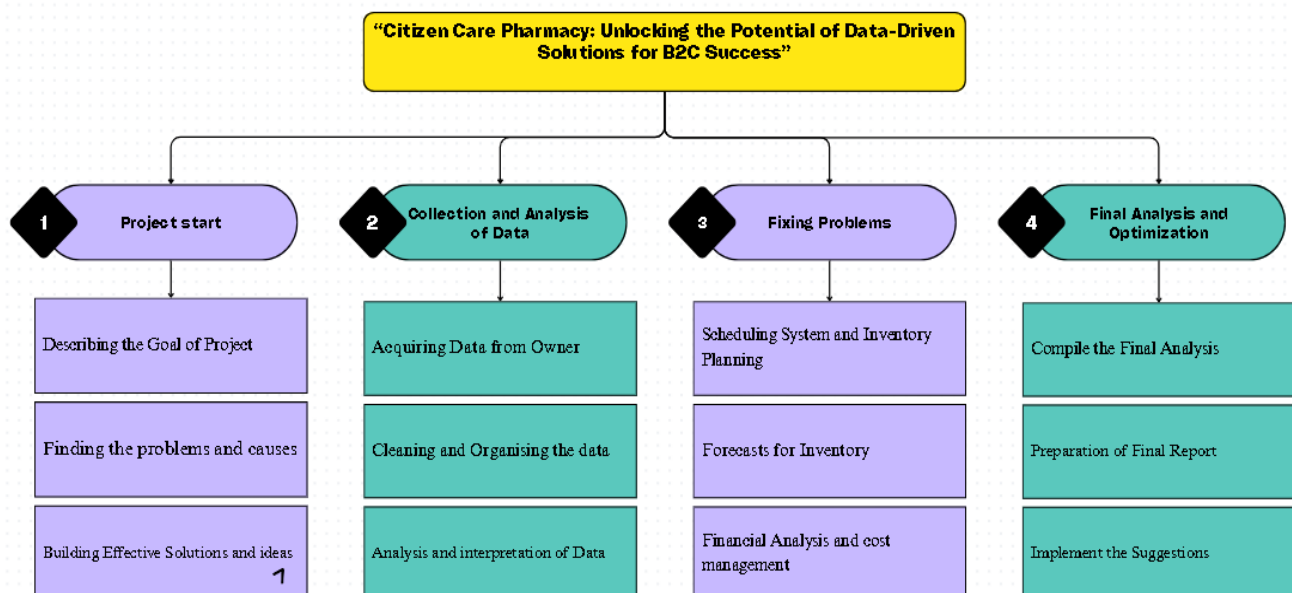 “Citizen Care Pharmacy: Unlocking the Potential of Data-Driven
Solutions for B2C Success”
1
Project start
Describing the Goal of Project
Finding the problems and causes
Building Effective Solutions and ideas
1
2
Collection and Analysis
of Data
Acquiring Data from Owner
Cleaning and Organising the data
Analysis and interpretation of Data
3
Fixing Problems
Scheduling System and Inventory
Planning
Forecasts for Inventory
Financial Analysis and cost
management
4
Final Analysis and
Optimization
Compile the Final Analysis
Preparation of Final Report
Implement the Suggestions